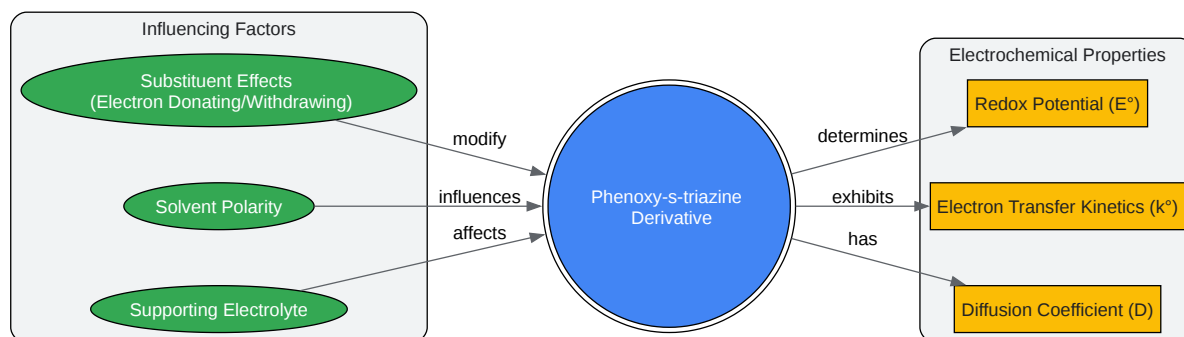 Influencing Factors
Substituent Effects
(Electron Donating/Withdrawing)
Solvent Polarity
Supporting Electrolyte
modify
influences
affects
Phenoxy-s-triazine
Derivative
determines
exhibits
has
Electrochemical Properties
Redox Potential (E°)
Electron Transfer Kinetics (k°)
Diffusion Coefficient (D)